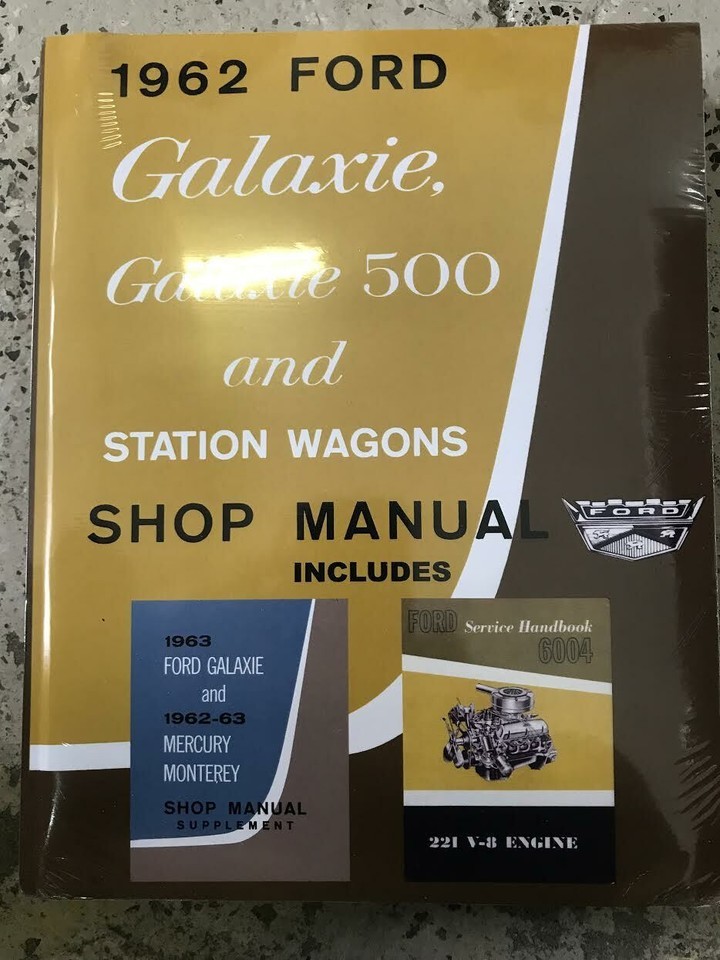 1962 FORD
Galaxie,
Galaxie 500
and
STATION WAGONS
SHOP MANUAL
FORD
INCLUDES
1963
FORD GALAXIE
and
1962-63
MERCURY
MONTEREY
SHOP MANUAL
SUPPLEMENT
FORD Service Handbook
6004
221 V-8 ENGINE